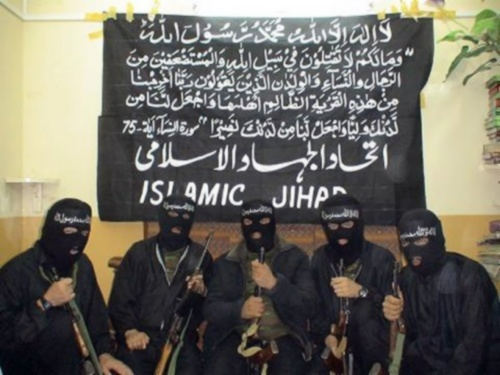 لا إله إلا الله محمد رسول الله
"وما لكم لا تقتلون في سبيل الله والمستضعفين من
الرجال والنساء والولدن الذين يقولون ربنا أخرجنا
من هذه القرية الظالم أهلها واجعل لنا من
لدنك وليا واجعل لنا من لدنك نصيرا" سورة النساء آية-75
اتحاد الجهاد الاسلامي
ISLAMIC JIHAD